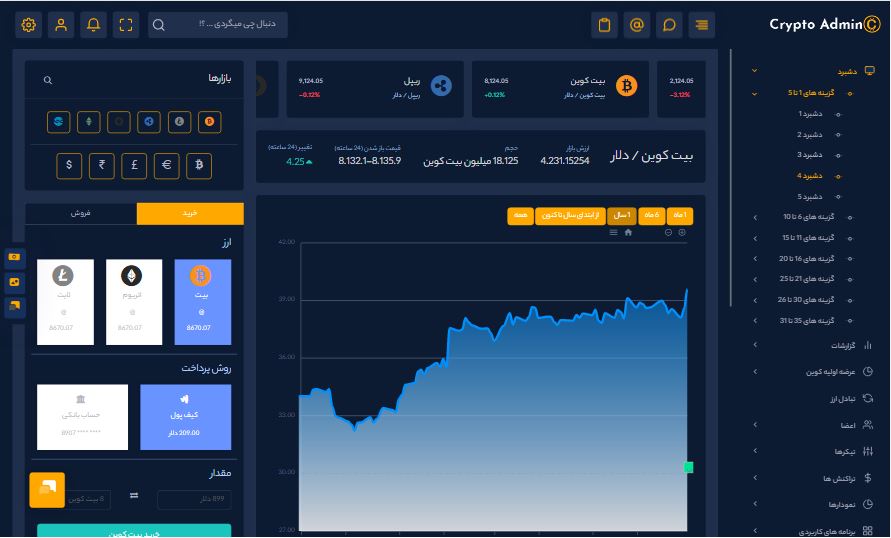 Crypto Admin
دنبال چی میگردی ... ؟!
دشبرد
گزینه های 1 تا 5
دشبرد 1
دشبرد 2
دشبرد 3
دشبرد 4
دشبرد 5
گزینه های 6 تا 10
گزینه های 11 تا 15
گزینه های 16 تا 20
گزینه های 21 تا 25
گزینه های 26 تا 30
گزینه های 31 تا 35
گزارشات
عرضه اولیه کوین
تبادل ارز
اعضا
تیکرها
تراکنش ها
نمودارها
برنامه های کاربردی
2,124.05
−3.12%
بیت کوین
بیت کوین / دلار
8,124.05
+0.12%
ریپل
ریپل / دلار
9,124.05
−0.12%
بیت کوین / دلار
ارزش بازار
4.231.15254
حجم
18.125 میلیون بیت کوین
قیمت باز شدن (24 ساعته)
8.132.1–8.135.9
تغییر (24 ساعته)
4.25
1 ماه
6 ماه
1 سال
از ابتدای سال تا کنون
همه
42.00
39.00
36.00
33.00
30.00
27.00
بازارها
$ ₹ £ € ₿
خرید
فروش
ارز
بیت
@
8670.07
اتریوم
@
8670.07
لایت
@
8670.07
روش پرداخت
کیف پول
209.00 دلار
حساب بانکی
**** **** 8907
مقدار
899 دلار
8 بیت کوین
خرید بیت کوین